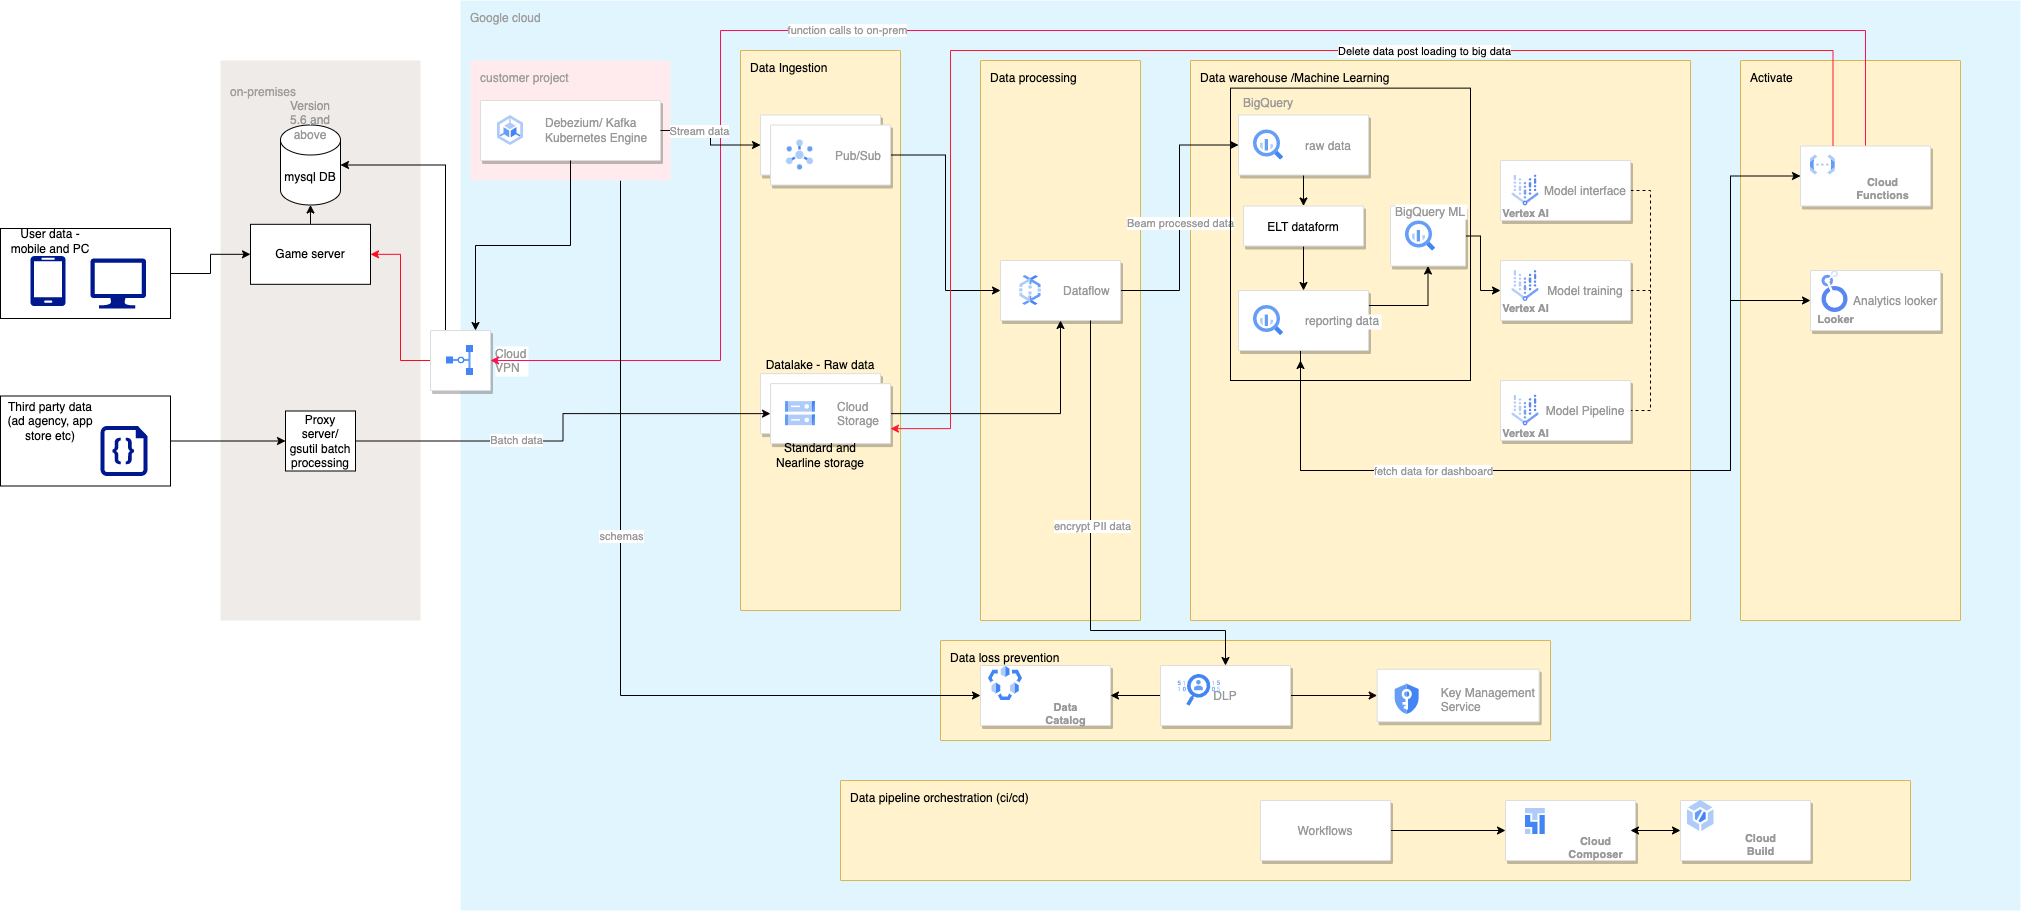 Google cloud
function calls to on-prem
Delete data post loading to big data
on-premises
Version
5.6 and
above
mysql DB
Game server
User data -
mobile and PC
Third party data
(ad agency, app
store etc)
Proxy
server/
gsutil batch
processing
Batch data
customer project
Debezium/ Kafka
Kubernetes Engine
Stream data
Cloud
VPN
schemas
Data Ingestion
Pub/Sub
Datalake - Raw data
Cloud
Storage
Standard and
Nearline storage
Data processing
Dataflow
Beam processed data
encrypt PII data
Data warehouse /Machine Learning
BigQuery
raw data
ELT dataform
BigQuery ML
reporting data
Model interface
Vertex AI
Model training
Vertex AI
Model Pipeline
Vertex AI
fetch data for dashboard
Activate
Cloud
Functions
Analytics looker
Looker
Data loss prevention
Data
Catalog
DLP
Key Management
Service
Data pipeline orchestration (ci/cd)
Workflows
Cloud
Composer
Cloud
Build